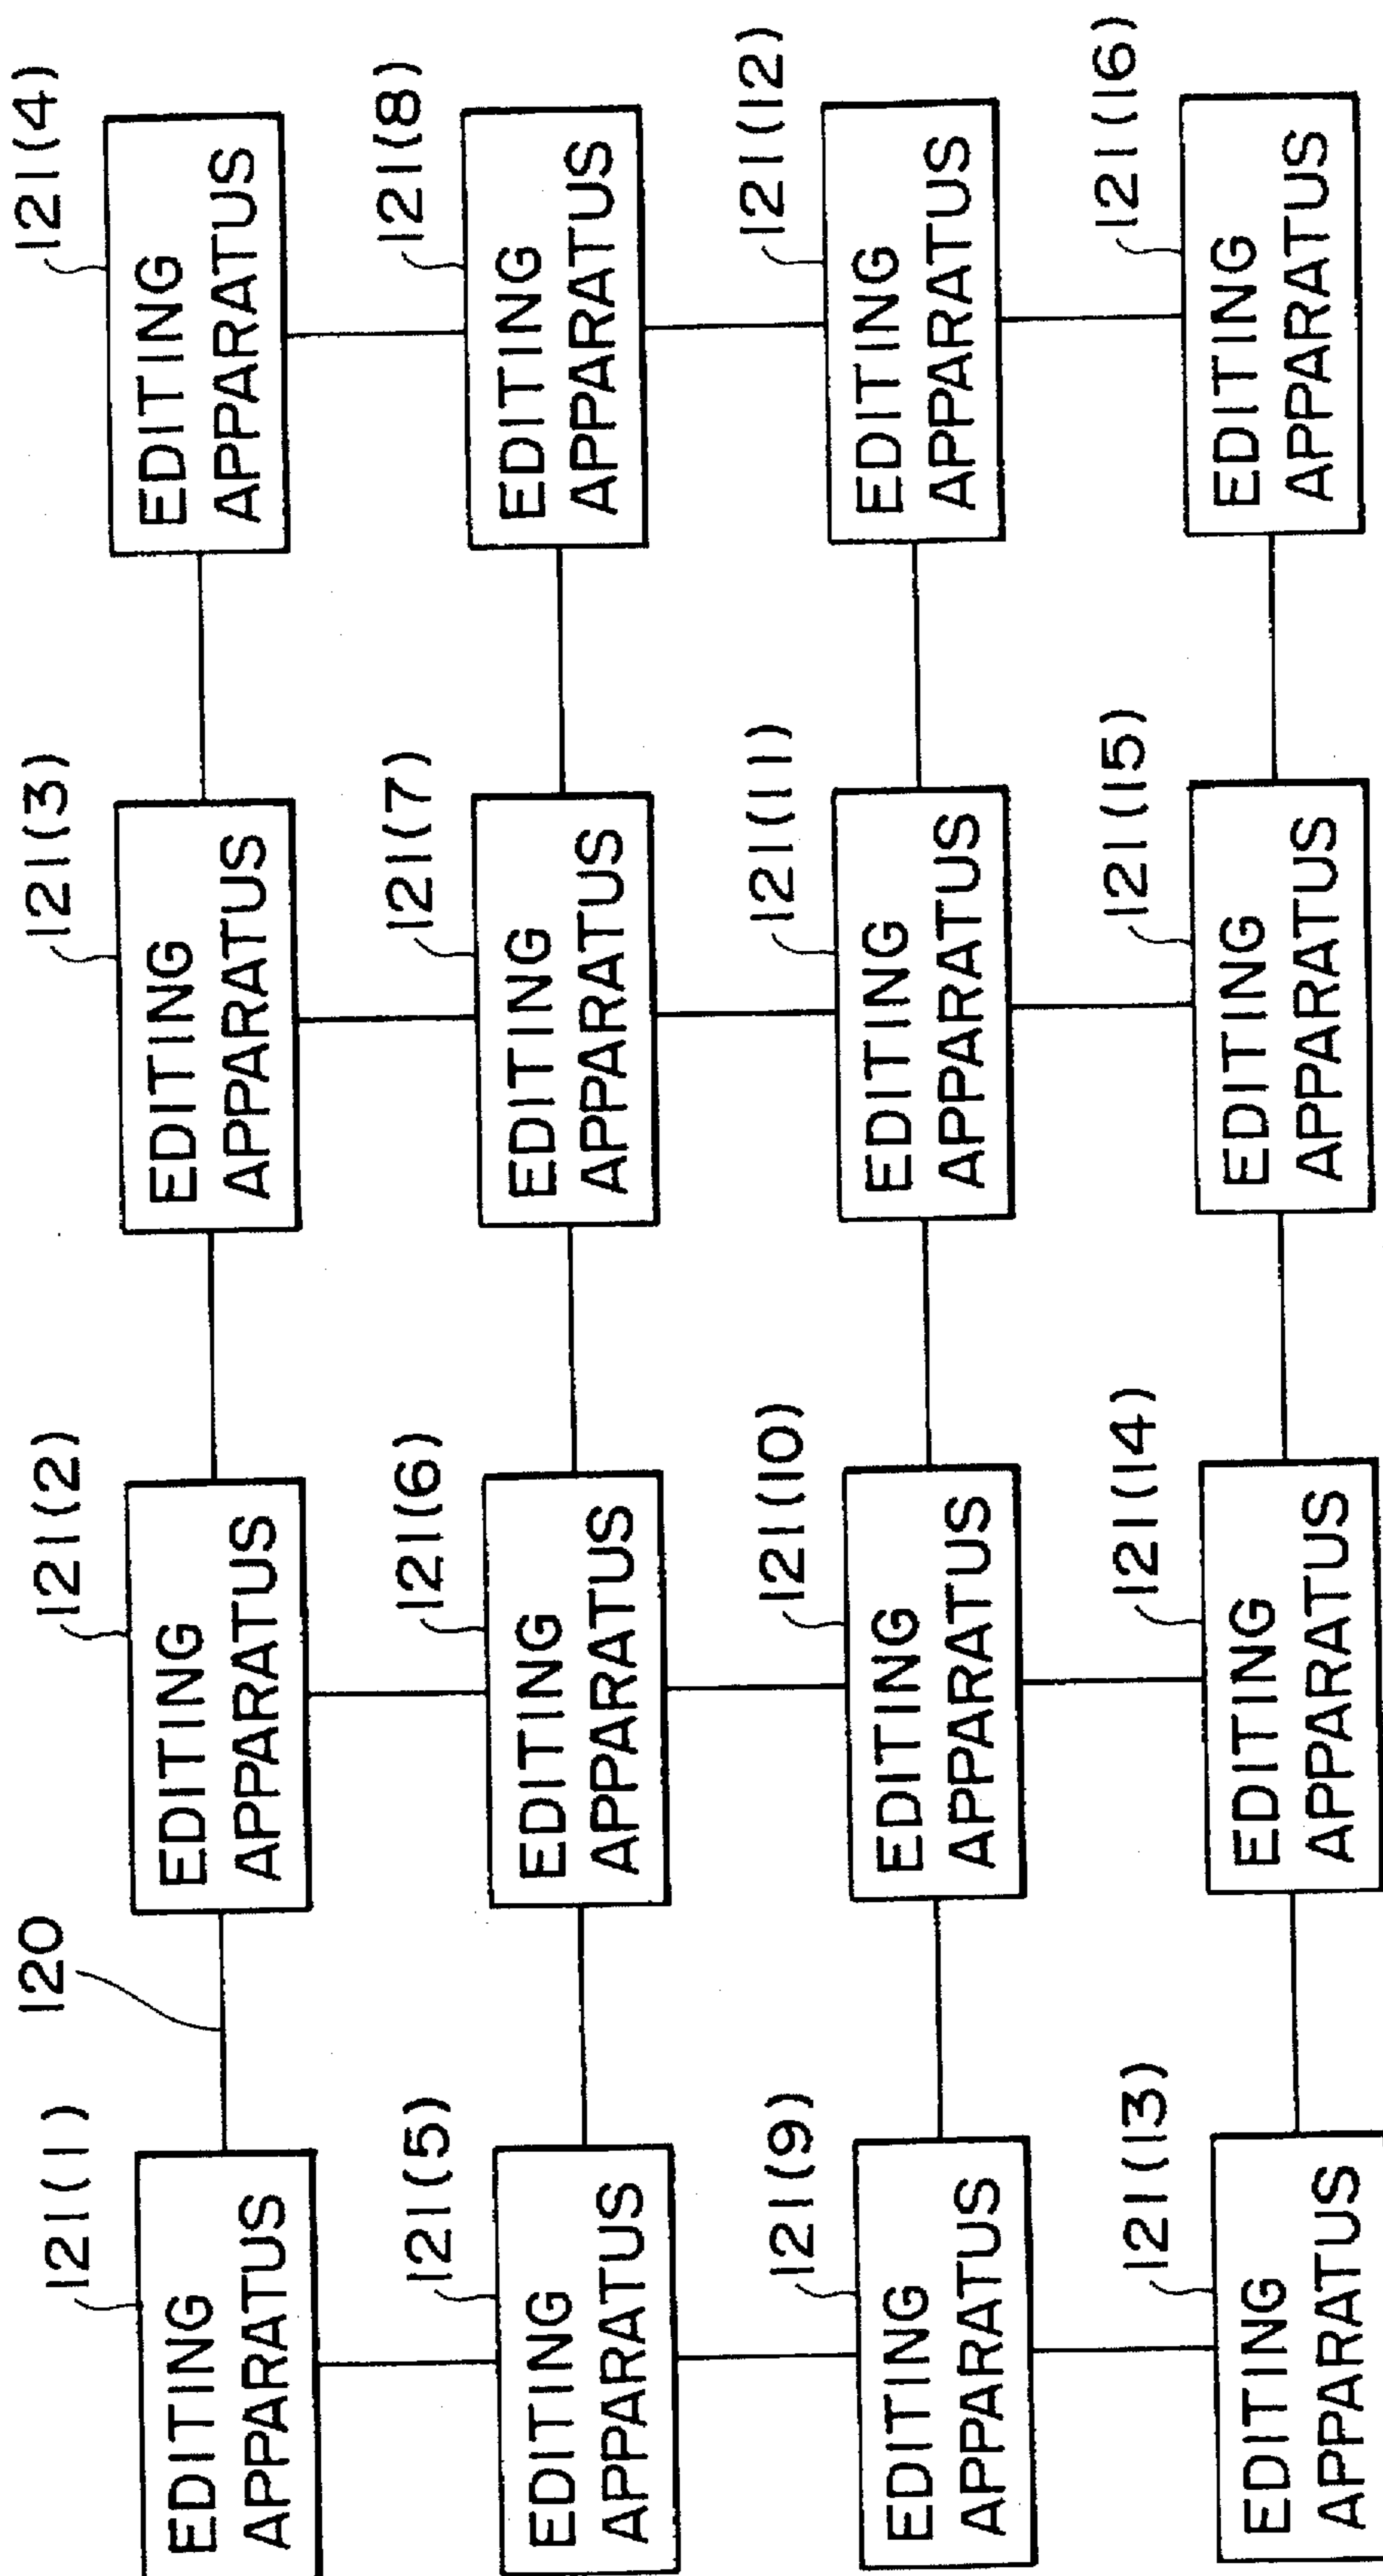 121(1)
120
121(2)
121(3)
121(4)
EDITING
APPARATUS
EDITING
APPARATUS
EDITING
APPARATUS
EDITING
APPARATUS
121(5)
121(6)
121(7)
121(8)
EDITING
APPARATUS
EDITING
APPARATUS
EDITING
APPARATUS
EDITING
APPARATUS
121(9)
121(10)
121(11)
121(12)
EDITING
APPARATUS
EDITING
APPARATUS
EDITING
APPARATUS
EDITING
APPARATUS
121(13)
121(14)
121(15)
121(16)
EDITING
APPARATUS
EDITING
APPARATUS
EDITING
APPARATUS
EDITING
APPARATUS